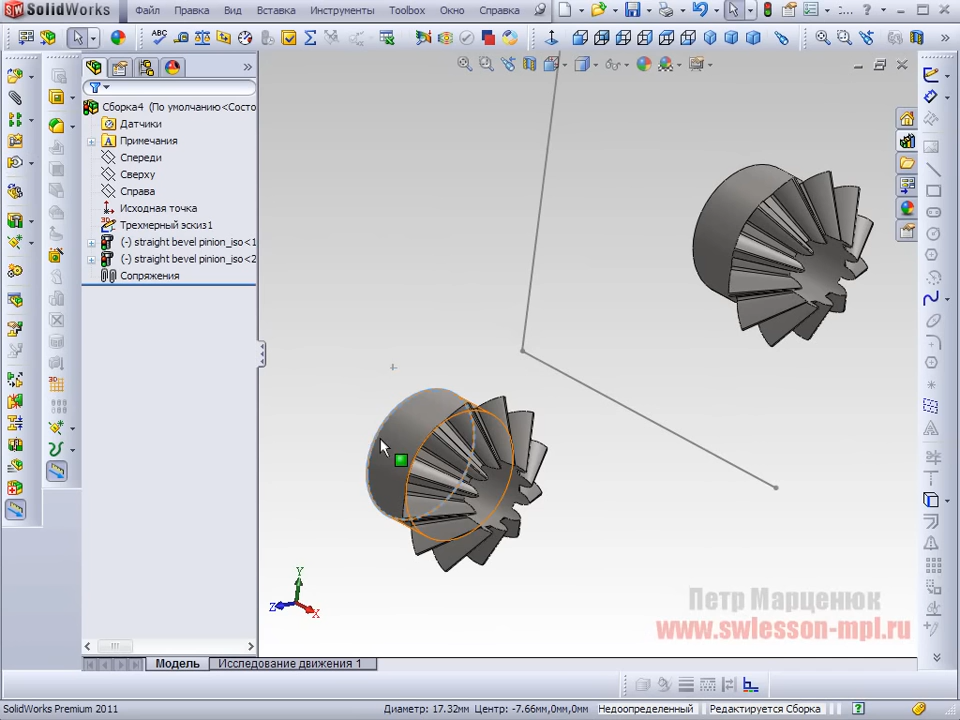 SolidWorks
Файл Правка Вид Вставка Инструменты Toolbox Окно Справка
Сборка4 (По умолчанию<Состо
Датчики
Примечания
Спереди
Сверху
Справа
Исходная точка
Трехмерный эскиз1
(-) straight bevel pinion_iso<1
(-) straight bevel pinion_iso<2
Сопряжения
Y
Z
X
Петр Марценюк
www.swlesson-mpl.ru
Модель Исследование движения 1
SolidWorks Premium 2011 Диаметр: 17.32мм Центр: -7.66мм,0мм,0мм Недоопределенный Редактируется Сборка